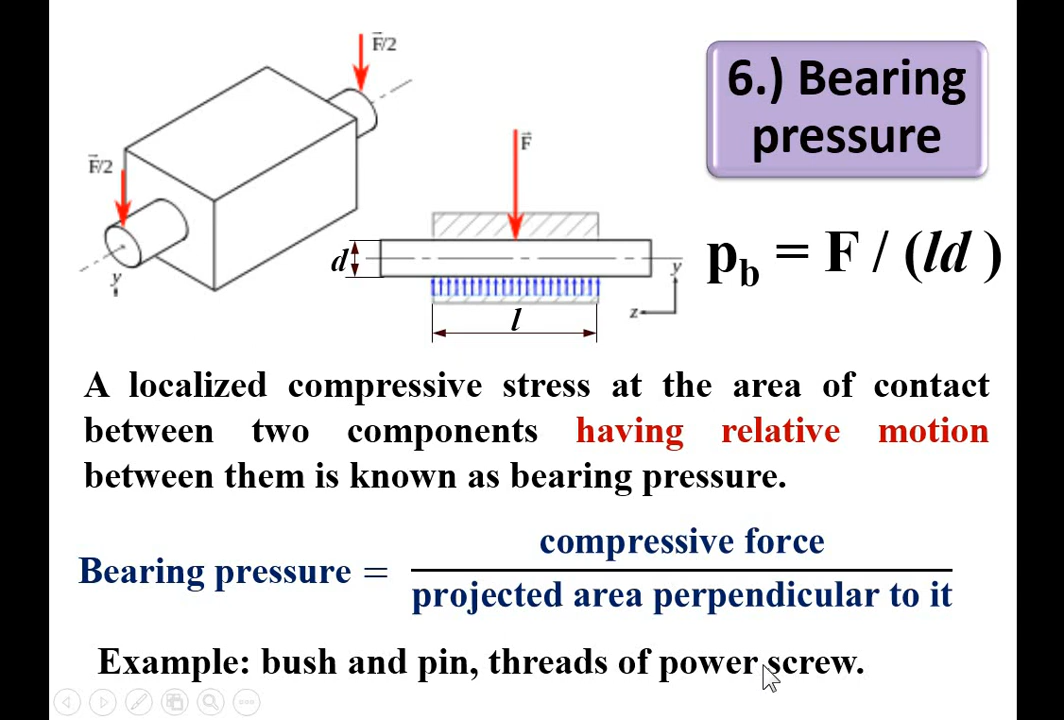 F/2
6.) Bearing
pressure
F/2
F
d
y
z
y
l
p_b = F / (ld )
A localized compressive stress at the area of contact
between two components having relative motion
between them is known as bearing pressure.
compressive force
Bearing pressure =
projected area perpendicular to it
Example: bush and pin, threads of power screw.